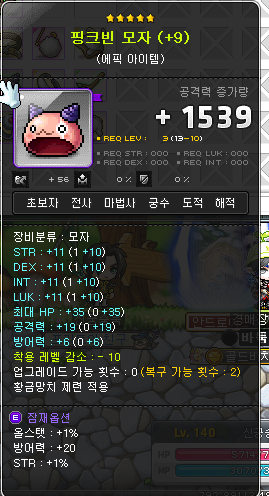 핑크빈 모자 (+9)
(에픽 아이템)
공격력 증가량
+ 1539
REQ LEV : 3 (13-10)
REQ STR : 000 REQ LUK : 000
REQ DEX : 000 REQ INT : 000
+ 56 0 % 0 %
초보자 전사 마법사 궁수 도적 해적
장비분류 : 모자
STR : +11 (1 +10)
DEX : +11 (1 +10)
INT : +11 (1 +10)
LUK : +11 (1 +10)
최대 HP : +35 (0 +35)
공격력 : +19 (0 +19)
방어력 : +6 (0 +6)
착용 레벨 감소 : - 10
업그레이드 가능 횟수 : 0 (복구 가능 횟수 : 2)
황금망치 제련 적용
E 잠재옵션
올스탯 : +1%
방어력 : +20
STR : +1%
Lv. 140
HP
HP